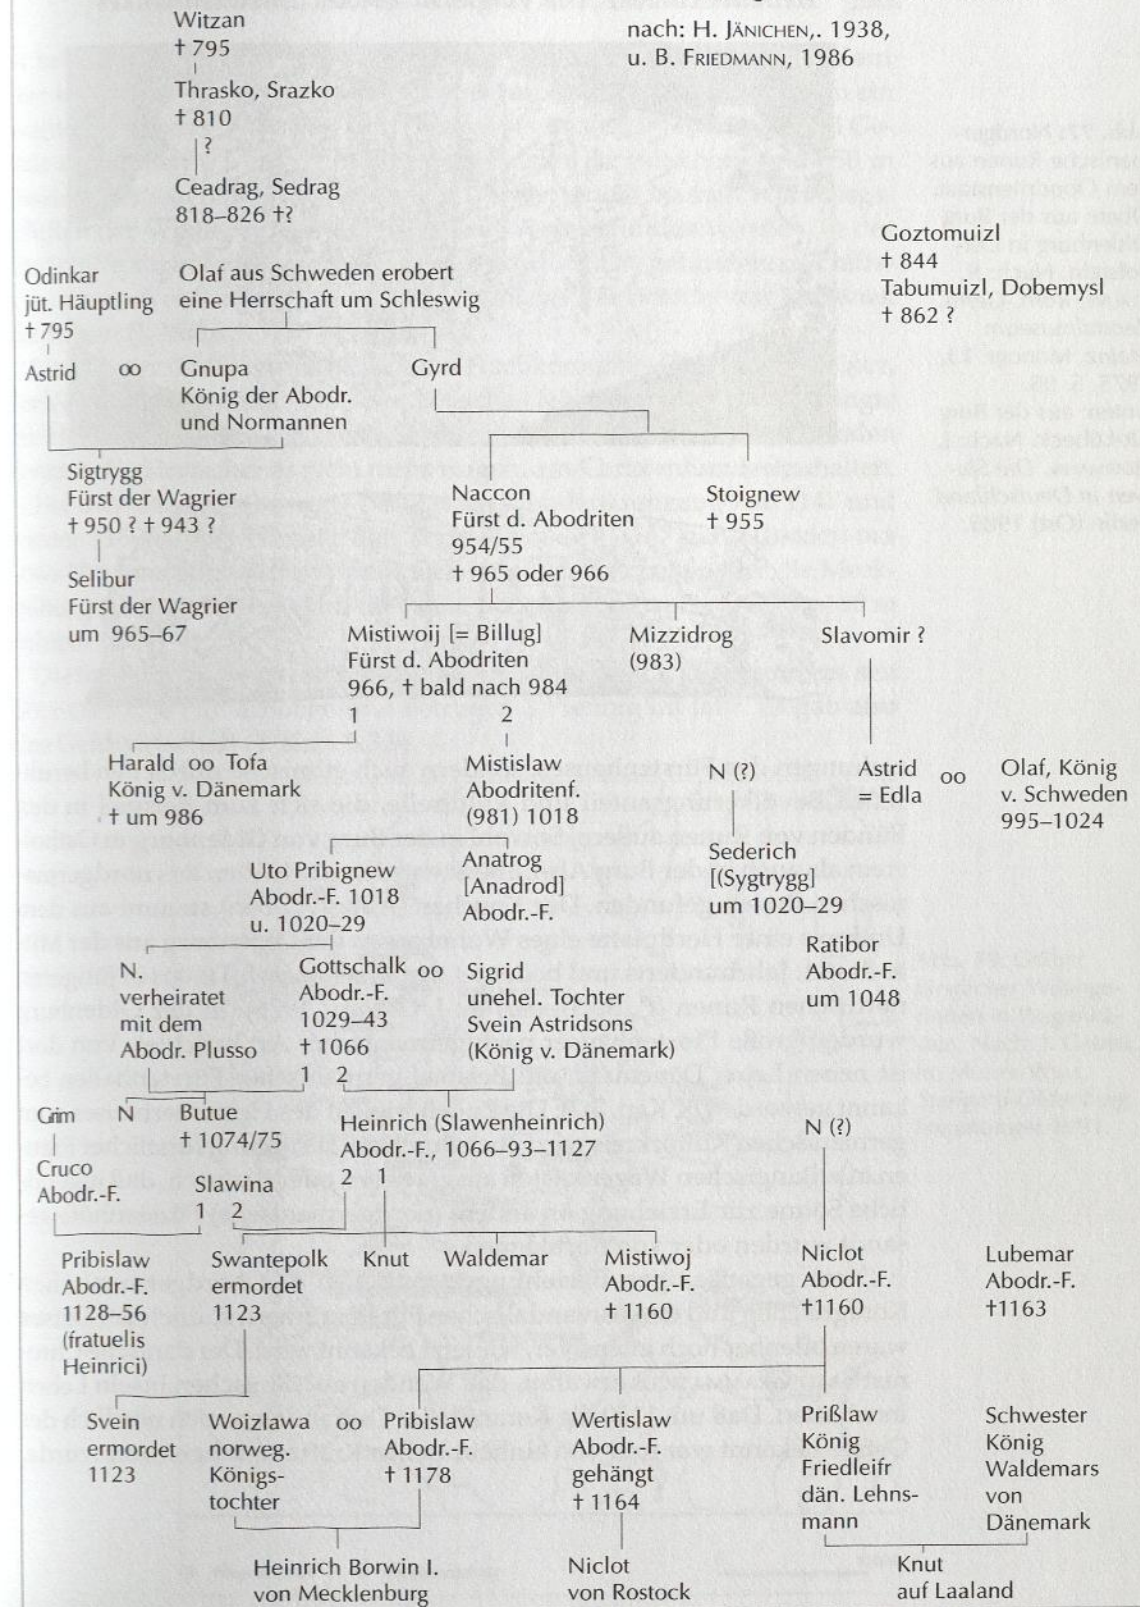 Witzan
† 795
nach: H. JÄNICHEN,. 1938,
u. B. FRIEDMANN, 1986
Thrasko, Srazko
† 810
?
Ceadrag, Sedrag
818–826 †?
Goztomuizl
† 844
Tabumuizl, Dobemysl
† 862 ?
Odinkar
jüt. Häuptling
† 795
Olaf aus Schweden erobert
eine Herrschaft um Schleswig
Astrid oo Gnupa
König der Abodr.
und Normannen
Gyrd
Sigtrygg
Fürst der Wagrier
† 950 ? † 943 ?
Naccon
Fürst d. Abodriten
954/55
† 965 oder 966
Stoignew
† 955
Selibur
Fürst der Wagrier
um 965–67
Mistiwoij [= Billug]
Fürst d. Abodriten
966, † bald nach 984
1 2
Mizzidrog
(983)
Slavomir ?
Harald oo Tofa
König v. Dänemark
† um 986
Mistislaw
Abodritenf.
(981) 1018
N (?)
Astrid
= Edla
oo
Olaf, König
v. Schweden
995–1024
Uto Pribignew
Abodr.-F. 1018
u. 1020–29
Anatrog
[Anadrod]
Abodr.-F.
Sederich
[(Sygtrygg]
um 1020–29
N.
verheiratet
mit dem
Abodr. Plusso
Gottschalk oo
Abodr.-F.
1029–43
† 1066
1 2
Sigrid
unehel. Tochter
Svein Astridsons
(König v. Dänemark)
Ratibor
Abodr.-F.
um 1048
Grim
N
Butue
† 1074/75
Heinrich (Slawenheinrich)
Abodr.-F., 1066–93–1127
2 1
N (?)
Cruco
Abodr.-F.
Slawina
1 2
Pribislaw
Abodr.-F.
1128–56
(fratuelis
Heinrici)
Swantepolk
ermordet
1123
Knut
Waldemar
Mistiwoj
Abodr.-F.
† 1160
Niclot
Abodr.-F.
†1160
Lubemar
Abodr.-F.
†1163
Svein
ermordet
1123
Woizlawa oo
norweg.
Königs-
tochter
Pribislaw
Abodr.-F.
† 1178
Wertislaw
Abodr.-F.
gehängt
† 1164
Prißlaw
König
Friedleifr
dän. Lehns-
mann
Schwester
König
Waldemars
von
Dänemark
Heinrich Borwin I.
von Mecklenburg
Niclot
von Rostock
Knut
auf Laaland